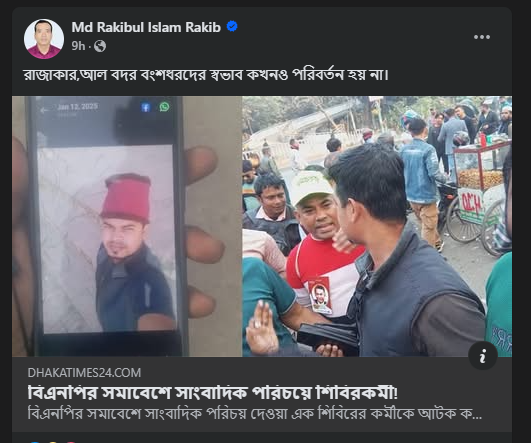 Md Rakibul Islam Rakib
9h
রাজাকার,আল বদর বংশধরদের স্বভাব কখনও পরিবর্তন হয় না।
Jan 13, 2025
DHAKATIMES24.COM
বিএনপির সমাবেশে সাংবাদিক পরিচয়ে শিবিরকর্মী!
বিএনপির সমাবেশে সাংবাদিক পরিচয় দেওয়া এক শিবিরের কর্মীকে আটক ক...